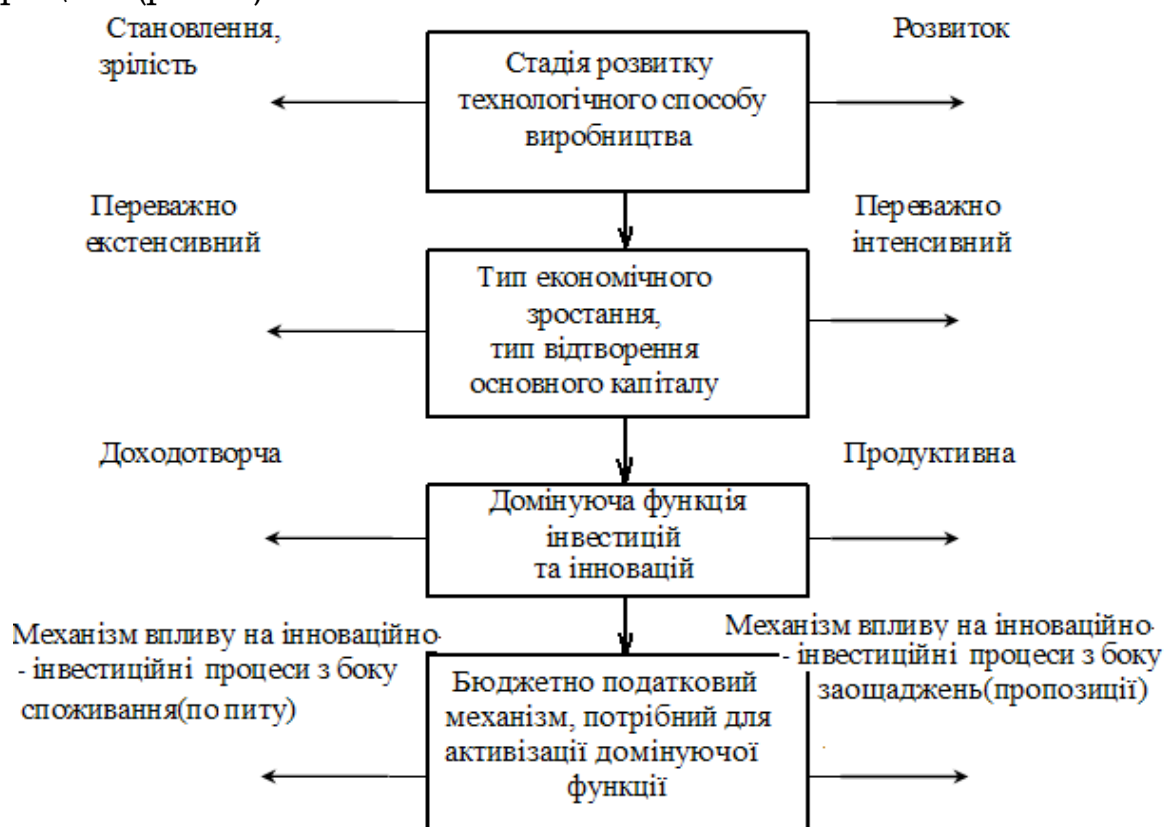 Становлення,
зрілість
Розвиток
Стадія розвитку
технологічного способу
виробництва
Переважно
екстенсивний
Переважно
інтенсивний
Тип економічного
зростання,
тип відтворення
основного капіталу
Доходотворча
Продуктивна
Домінуюча функція
інвестицій
та інновацій
Механізм впливу на інноваційно-
- інвестиційні процеси з боку
споживання(по питу)
Механізм впливу на інноваційно-
- інвестиційні процеси з боку
заощаджень(пропозиції)
Бюджетно податковий
механізм, потрібний для
активізації домінуючої
функції